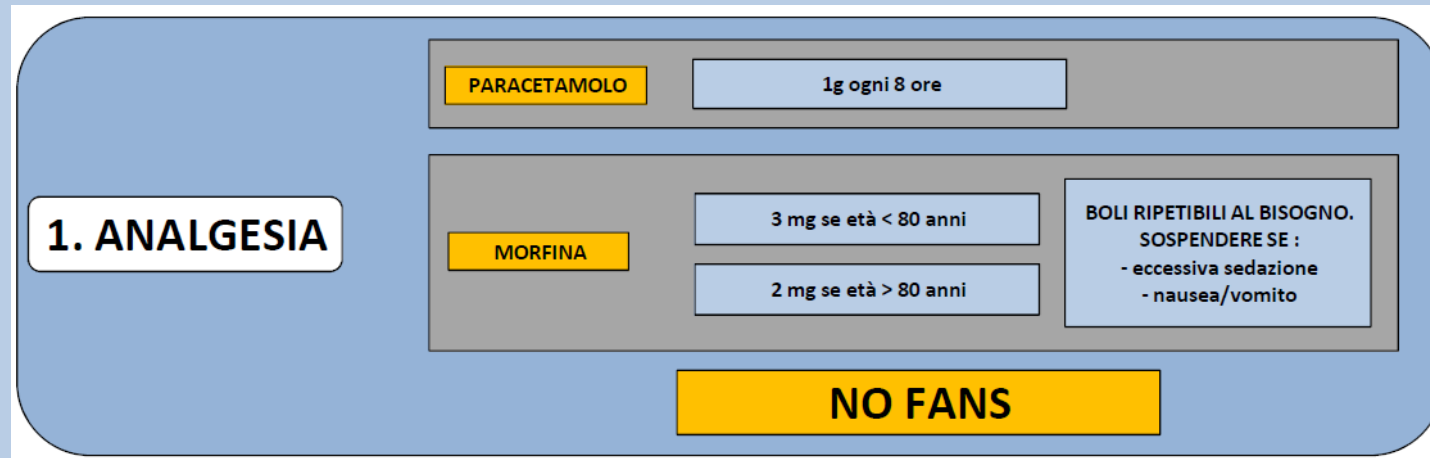 PARACETAMOLO
1g ogni 8 ore
1. ANALGESIA
MORFINA
3 mg se età < 80 anni
2 mg se età > 80 anni
BOLI RIPETIBILI AL BISOGNO.
SOSPENDERE SE :
- eccessiva sedazione
- nausea/vomito
NO FANS